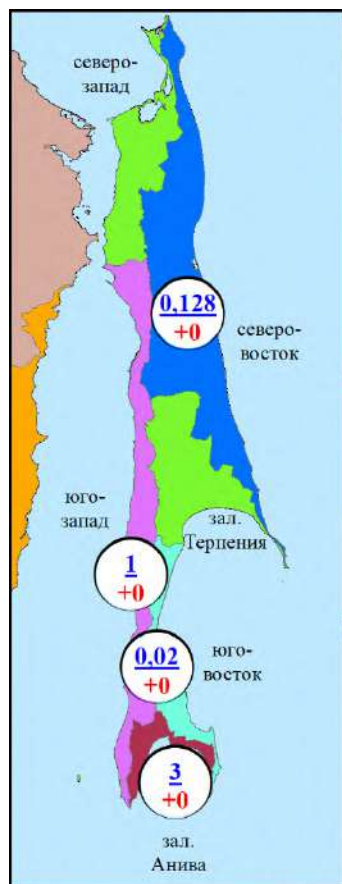 северо-
запад
0,128
+0
северо-
восток
юго-
запад
зал.
Терпения
1
+0
0,02
+0
юго-
восток
3
+0
зал.
Анива